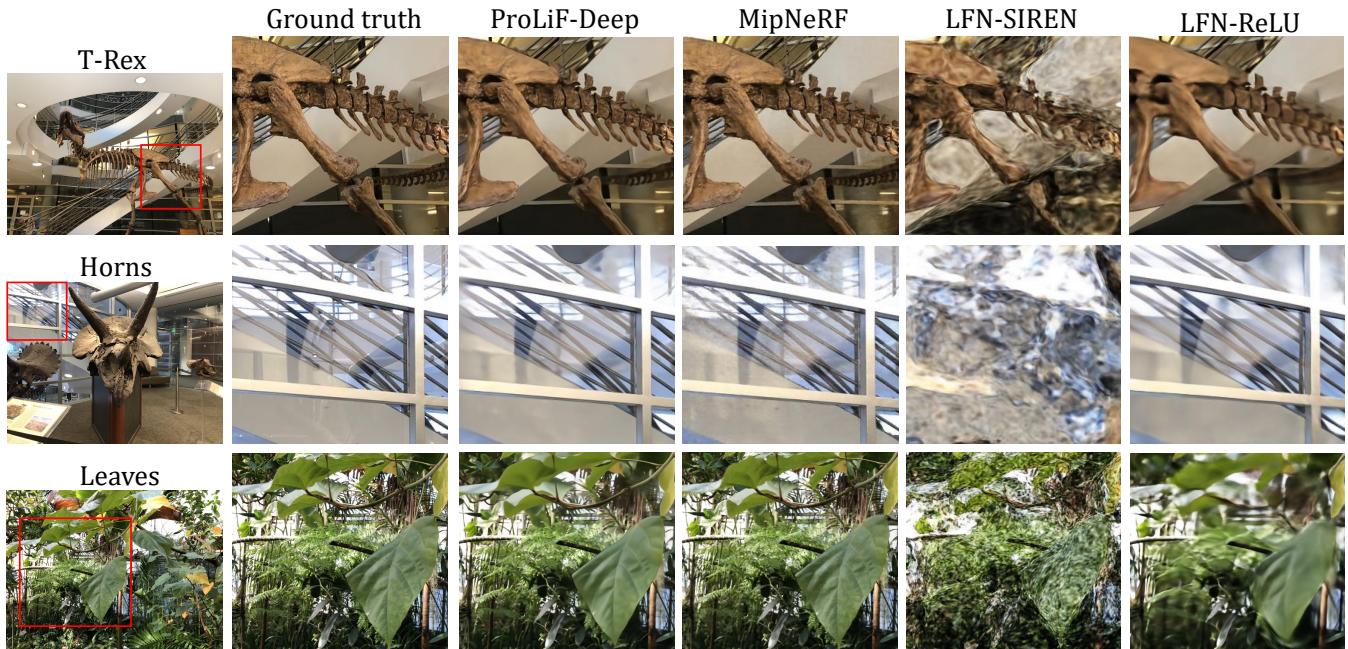 Ground truth ProLiF-Deep MipNeRF LFN-SIREN LFN-ReLU
T-Rex
Horns
Leaves